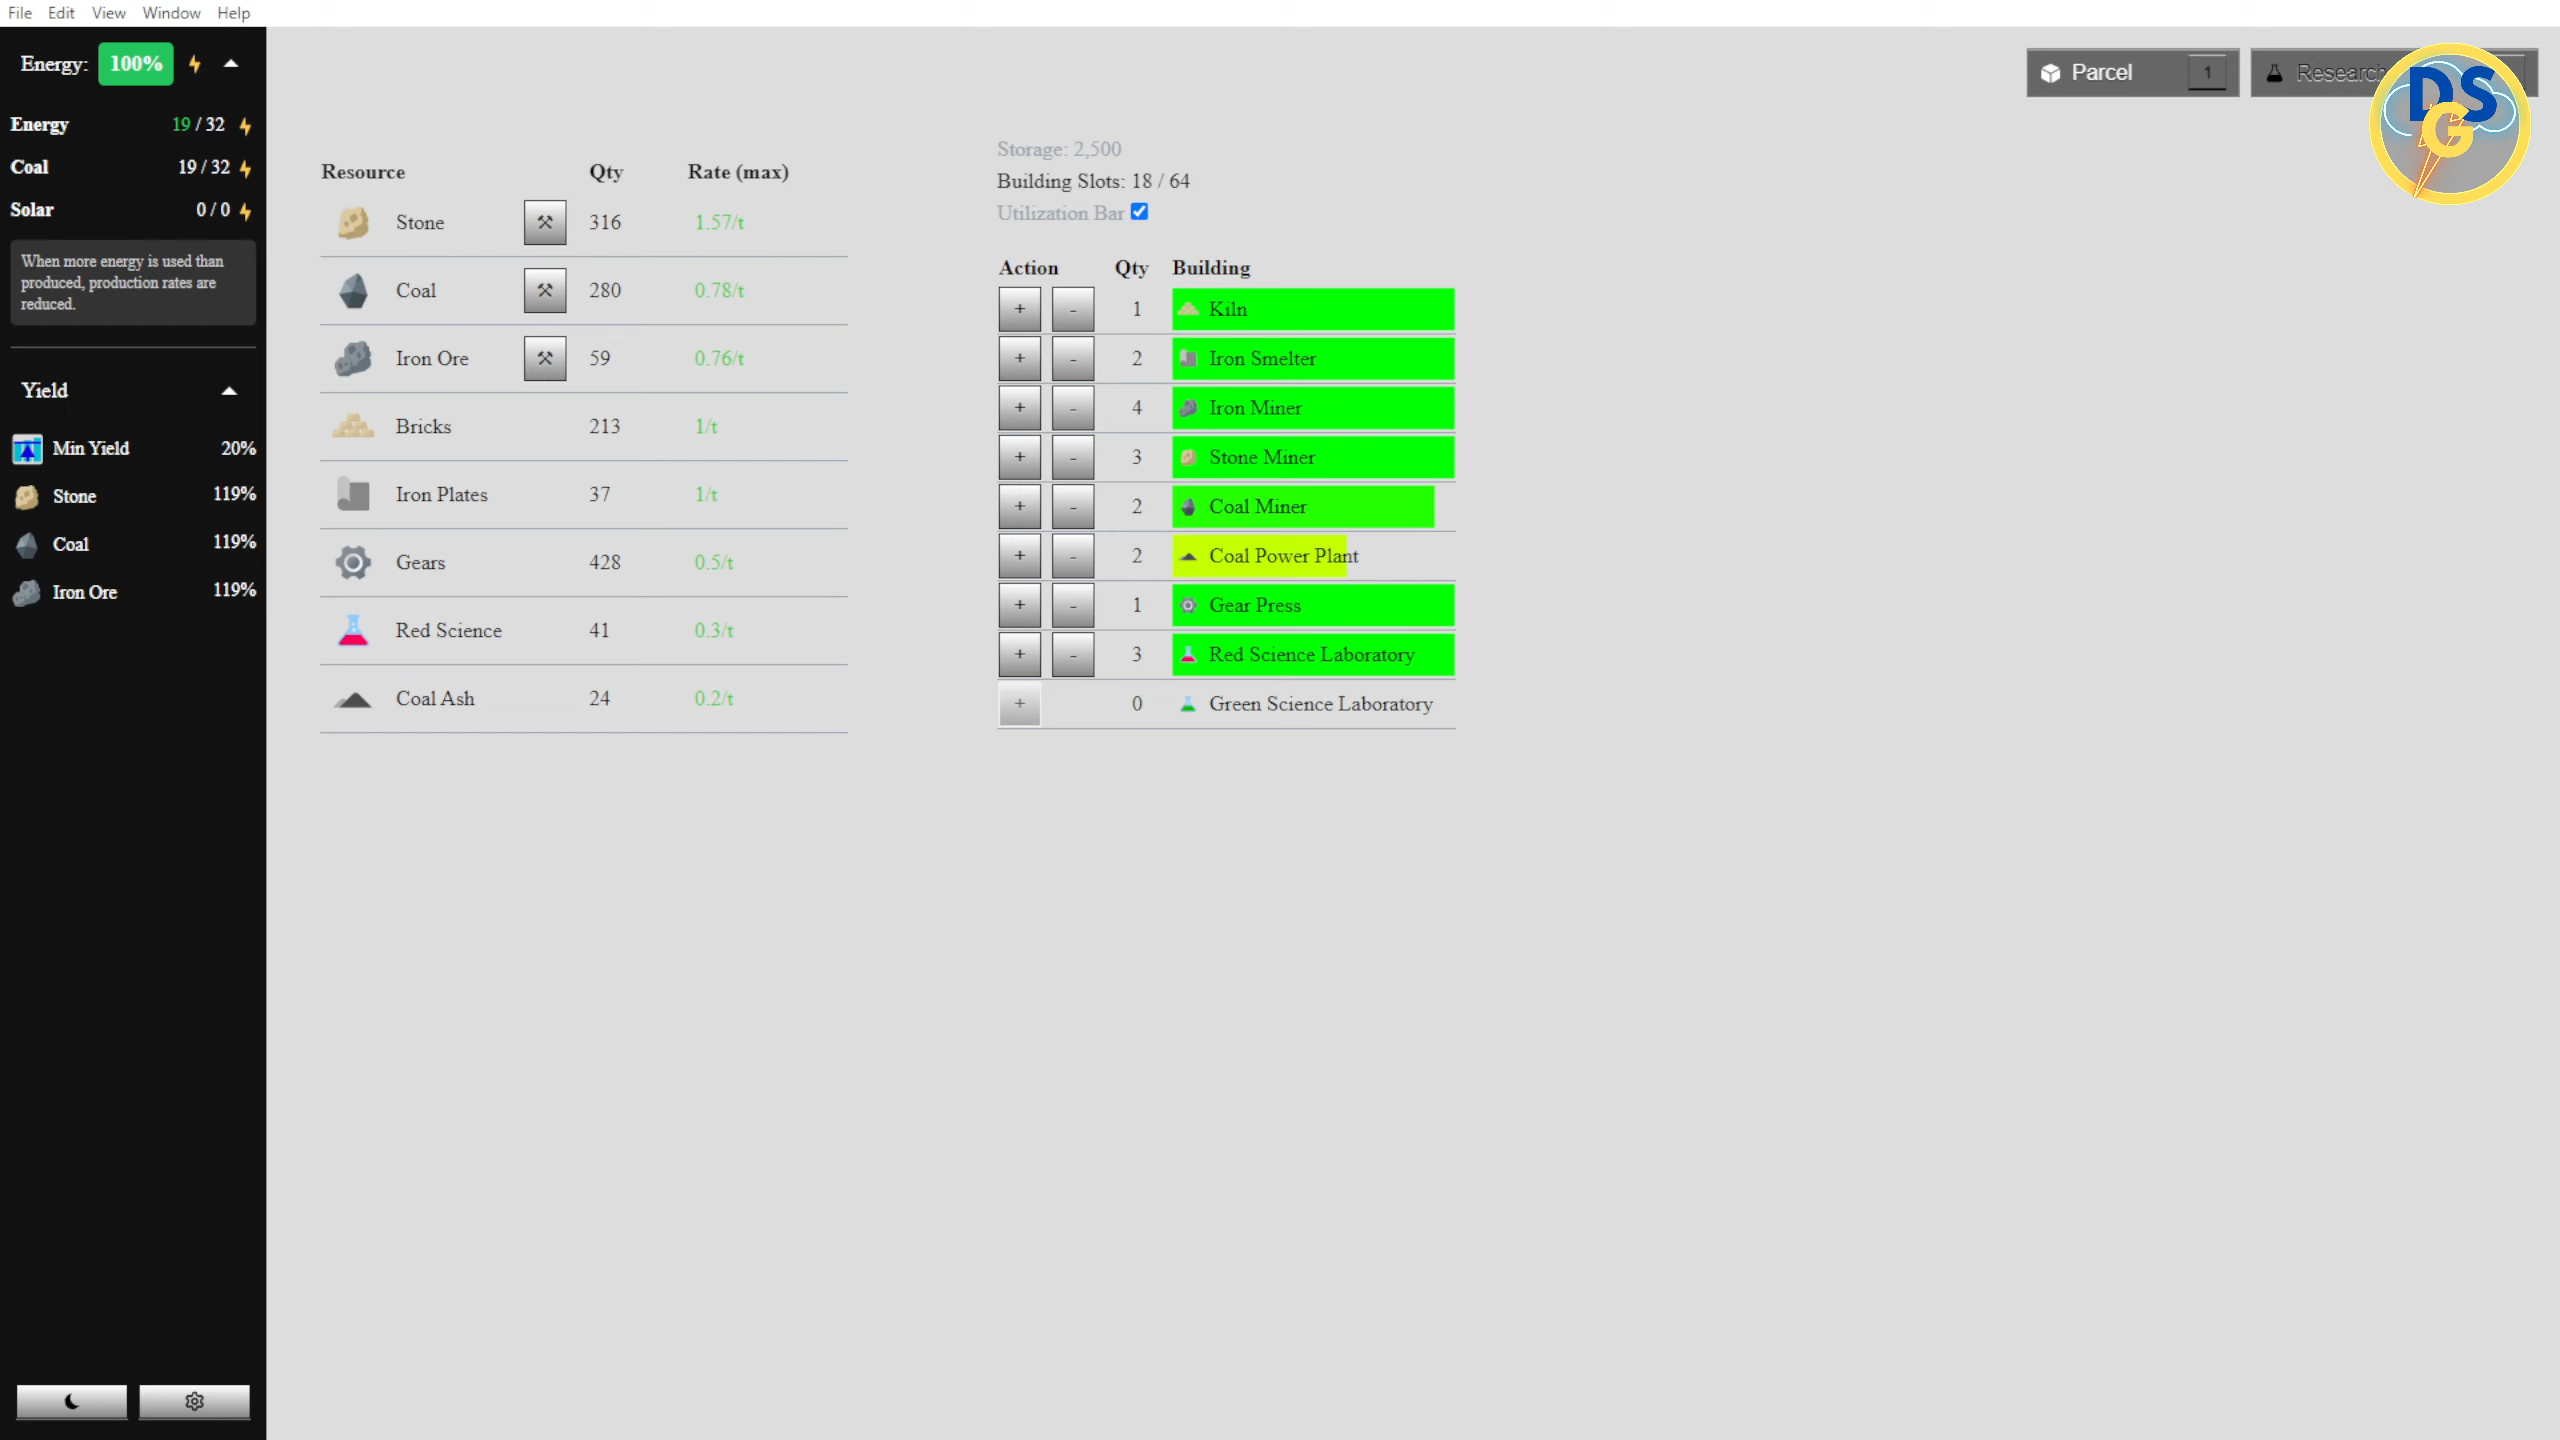 File Edit View Window Help
Energy: 100%
Energy 19 / 32
Coal 19 / 32
Solar 0 / 0
When more energy is used than
produced, production rates are
reduced.
Yield
Min Yield 20%
Stone 119%
Coal 119%
Iron Ore 119%
Resource Qty Rate (max)
Stone 316 1.57/t
Coal 280 0.78/t
Iron Ore 59 0.76/t
Bricks 213 1/t
Iron Plates 37 1/t
Gears 428 0.5/t
Red Science 41 0.3/t
Coal Ash 24 0.2/t
Storage: 2,500
Building Slots: 18 / 64
Utilization Bar
Action Qty Building
+ - 1 Kiln
+ - 2 Iron Smelter
+ - 4 Iron Miner
+ - 3 Stone Miner
+ - 2 Coal Miner
+ - 2 Coal Power Plant
+ - 1 Gear Press
+ - 3 Red Science Laboratory
+ 0 Green Science Laboratory
Parcel 1
Research
DSG